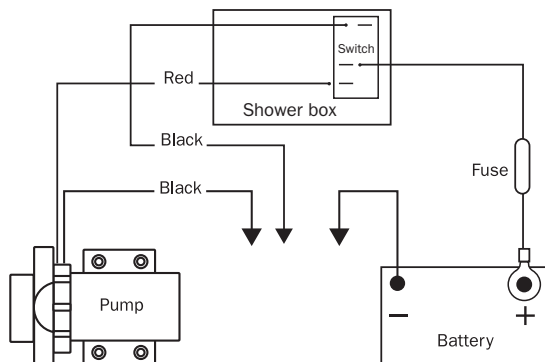 Switch
Red
Shower box
Black
Fuse
Black
Pump
− +
Battery